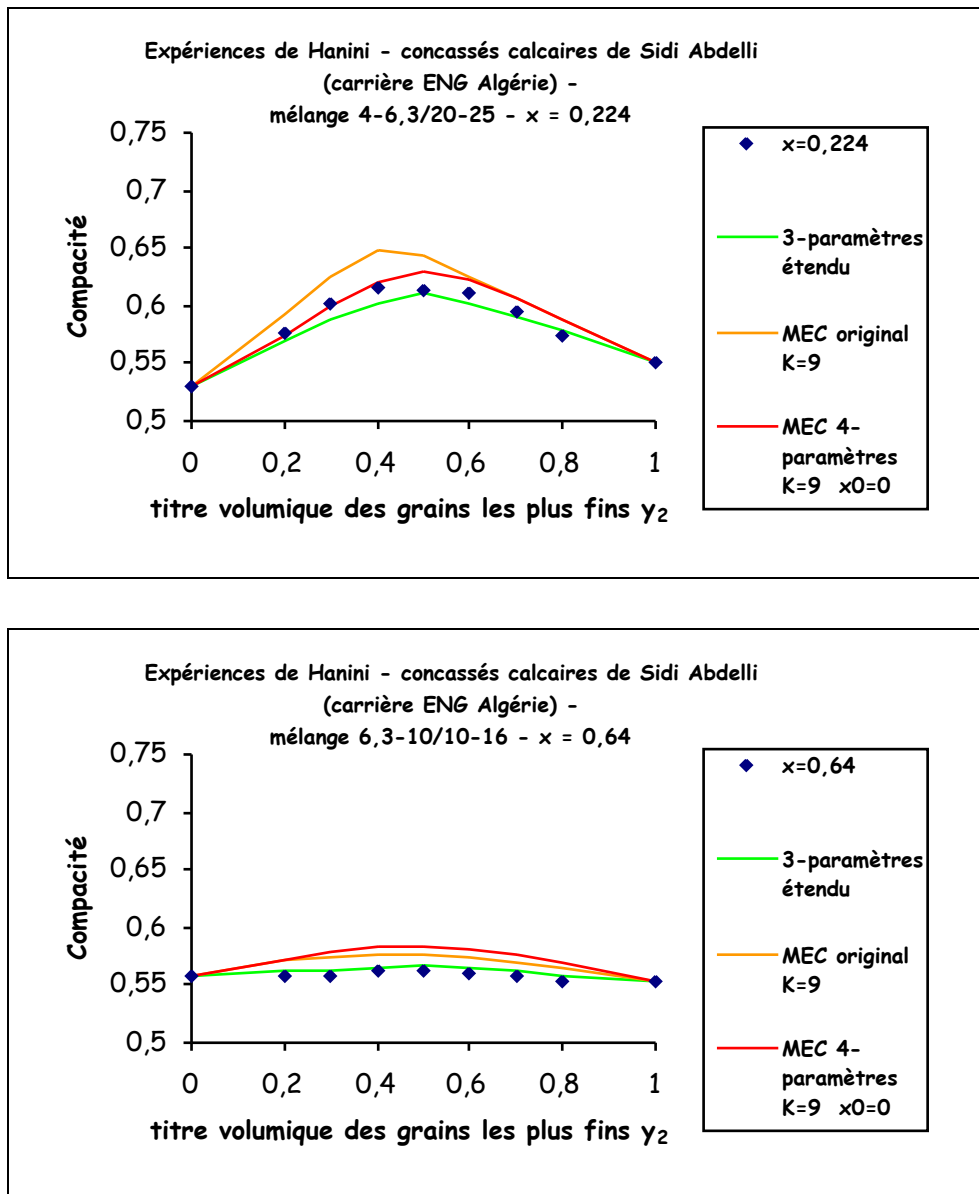 Expériences de Hanini - concassés calcaires de Sidi Abdelli
(carrière ENG Algérie) -
mélange 4-6,3/20-25 - x = 0,224
0,75
0,7
0,65
0,6
0,55
0,5
Compacité
0 0,2 0,4 0,6 0,8 1
titre volumique des grains les plus fins y2
x=0,224
3-paramètres
étendu
MEC original
K=9
MEC 4-
paramètres
K=9 x0=0
Expériences de Hanini - concassés calcaires de Sidi Abdelli
(carrière ENG Algérie) -
mélange 6,3-10/10-16 - x = 0,64
0,75
0,7
0,65
0,6
0,55
0,5
Compacité
0 0,2 0,4 0,6 0,8 1
titre volumique des grains les plus fins y2
x=0,64
3-paramètres
étendu
MEC original
K=9
MEC 4-
paramètres
K=9 x0=0